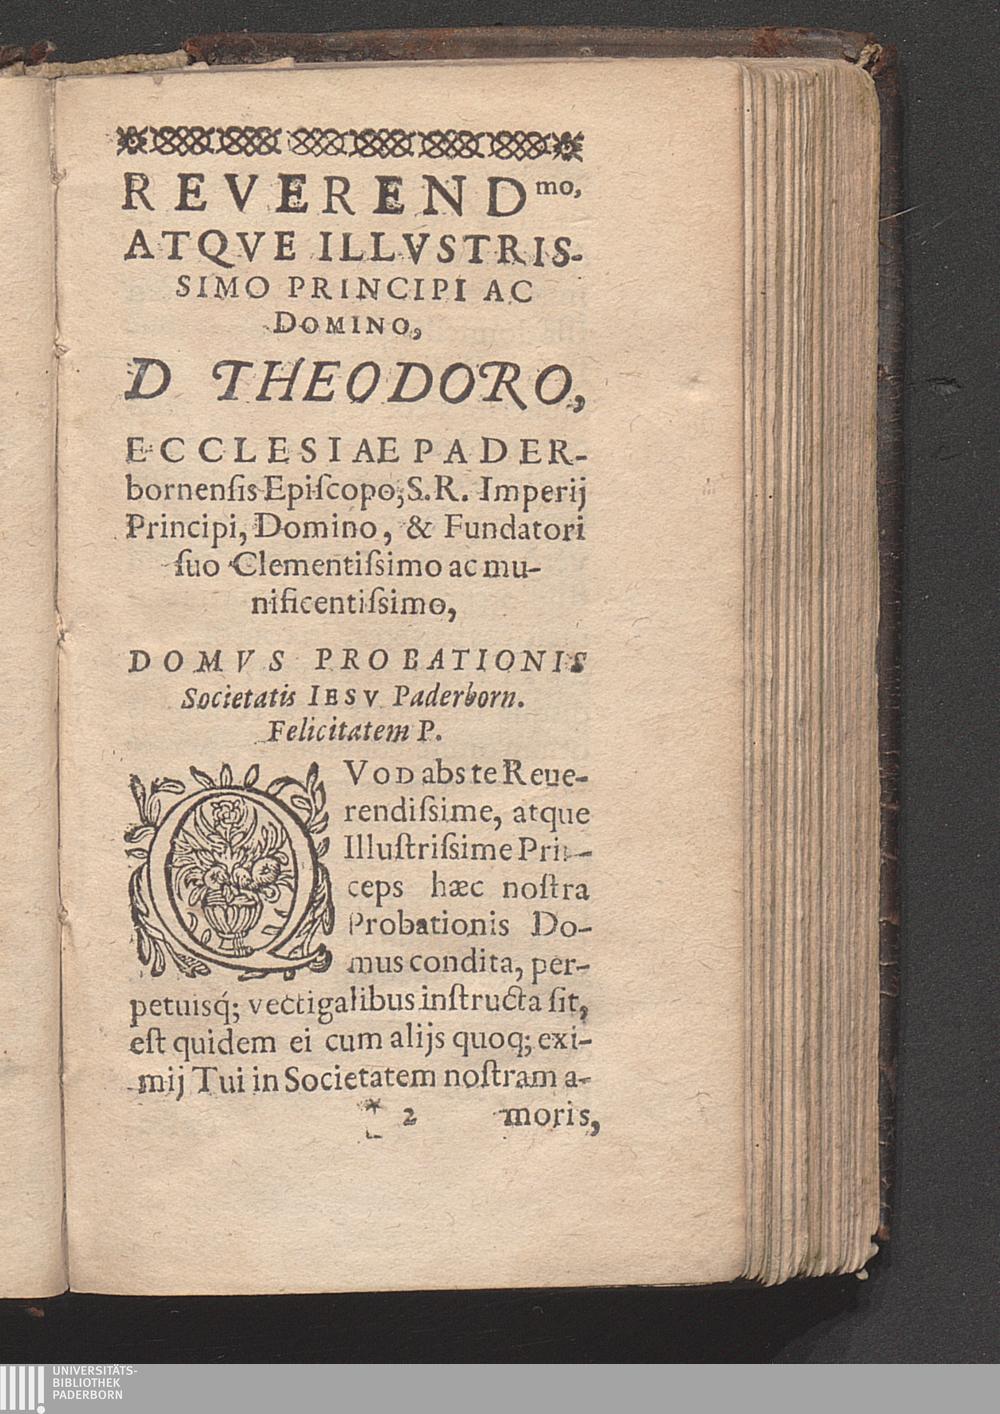 REVERENDmo,
ATQVE ILLVSTRIS-
SIMO PRINCIPI AC
DOMINO,
D THEODORO,
ECCLESIAE PADER-
bornenſis Epiſcopo, S.R. Imperij
Principi, Domino, & Fundatori
ſuo Clementiſsimo ac mu-
nificentiſsimo,
DOMVS PROBATIONIS
Societatis IESV Paderborn.
Felicitatem P.
QVOD abs te Reue-
rendiſsime, atque
Illuſtriſsime Prin-
ceps hæc noſtra
Probationis Do-
mus condita, per-
petuisq́; vectigalibus inſtructa ſit,
eſt quidem ei cum alijs quoq; exi-
mij Tui in Societatem noſtram a-
* 2 moris,
UNIVERSITÄTS-
BIBLIOTHEK
PADERBORN